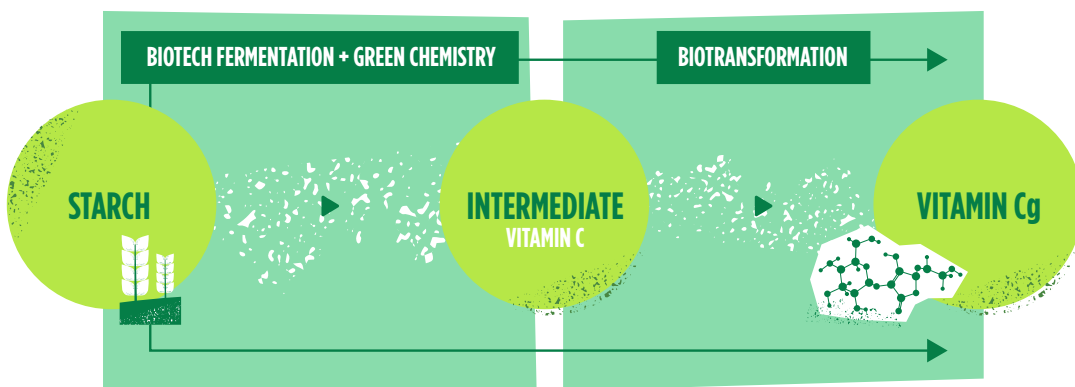 BIOTECH FERMENTATION + GREEN CHEMISTRY
BIOTRANSFORMATION
STARCH
INTERMEDIATE
VITAMIN C
VITAMIN Cg